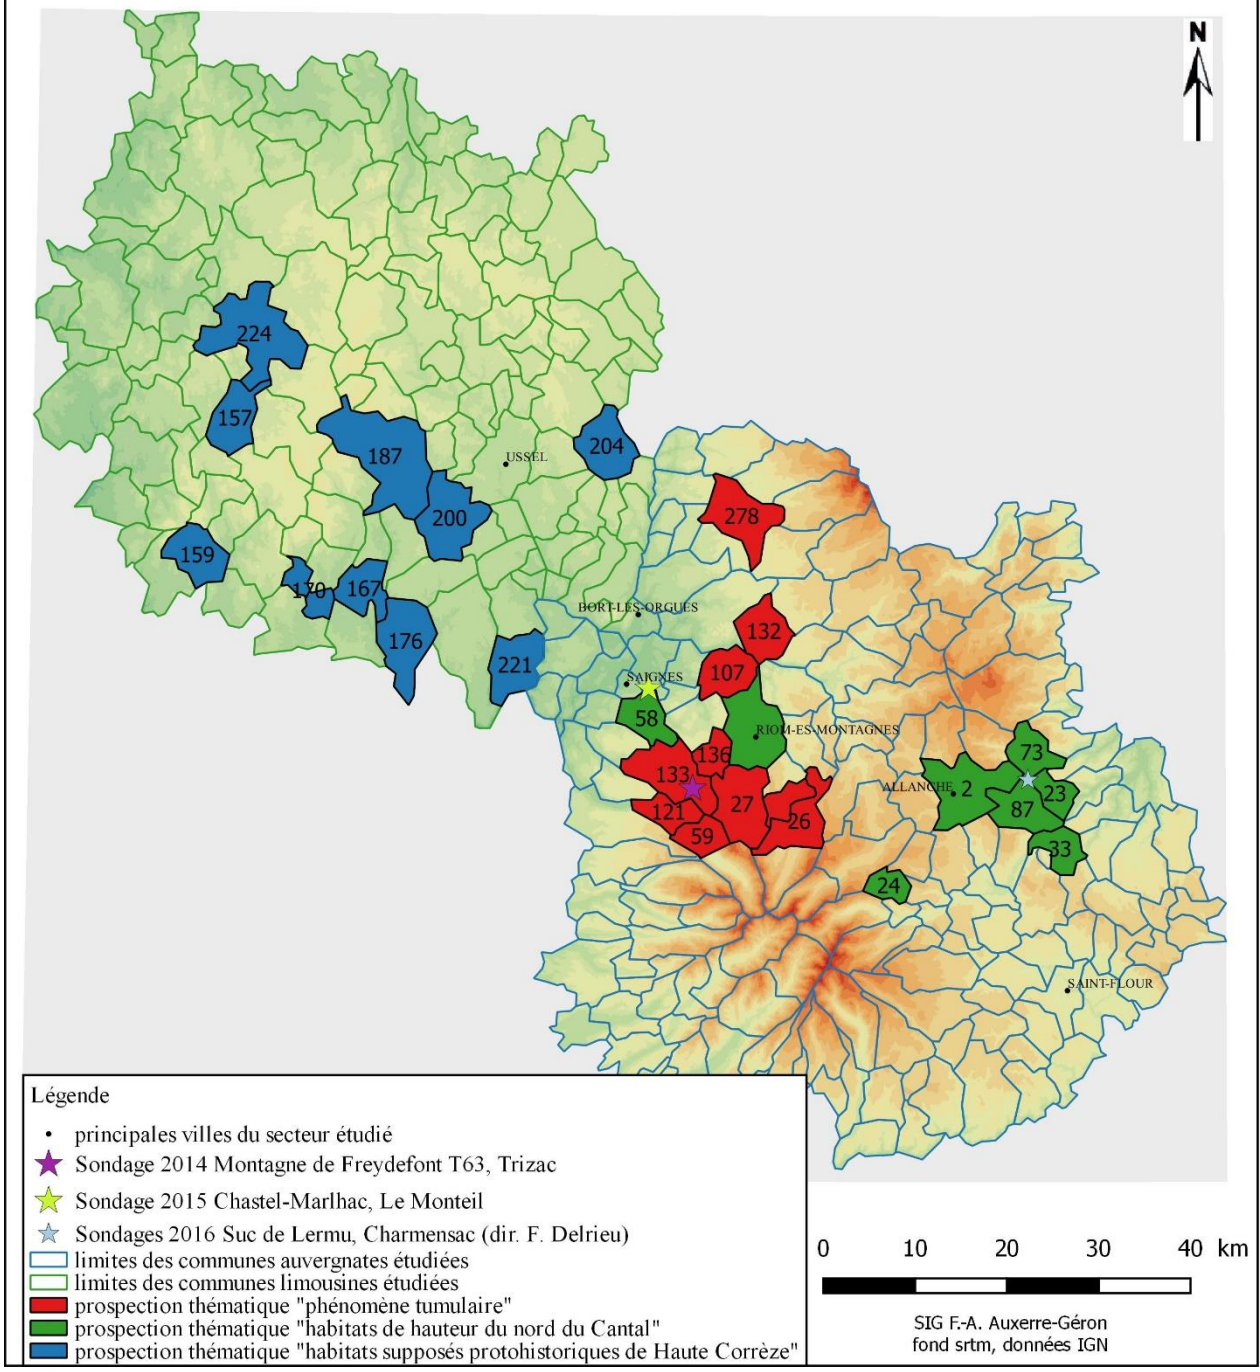 N
224
157
187
USSEL
204
200
278
159
170
167
BORT-LES-ORGUES
132
176
221
107
SAIGNES
58
RIOM-ES-MONTAGNES
136
73
133
ALLANCHE
2
23
27
87
121
26
59
33
24
SAINT-FLOUR
Légende
principales villes du secteur étudié
Sondage 2014 Montagne de Freydefont T63, Trizac
Sondage 2015 Chastel-Marlhac, Le Monteil
Sondages 2016 Suc de Lermu, Charmensac (dir. F. Delrieu)
limites des communes auvergnates étudiées
limites des communes limousines étudiées
prospection thématique "phénomène tumulaire"
prospection thématique "habitats de hauteur du nord du Cantal"
prospection thématique "habitats supposés protohistoriques de Haute Corrèze"
0 10 20 30 40 km
SIG F.-A. Auxerre-Géron
fond srtm, données IGN